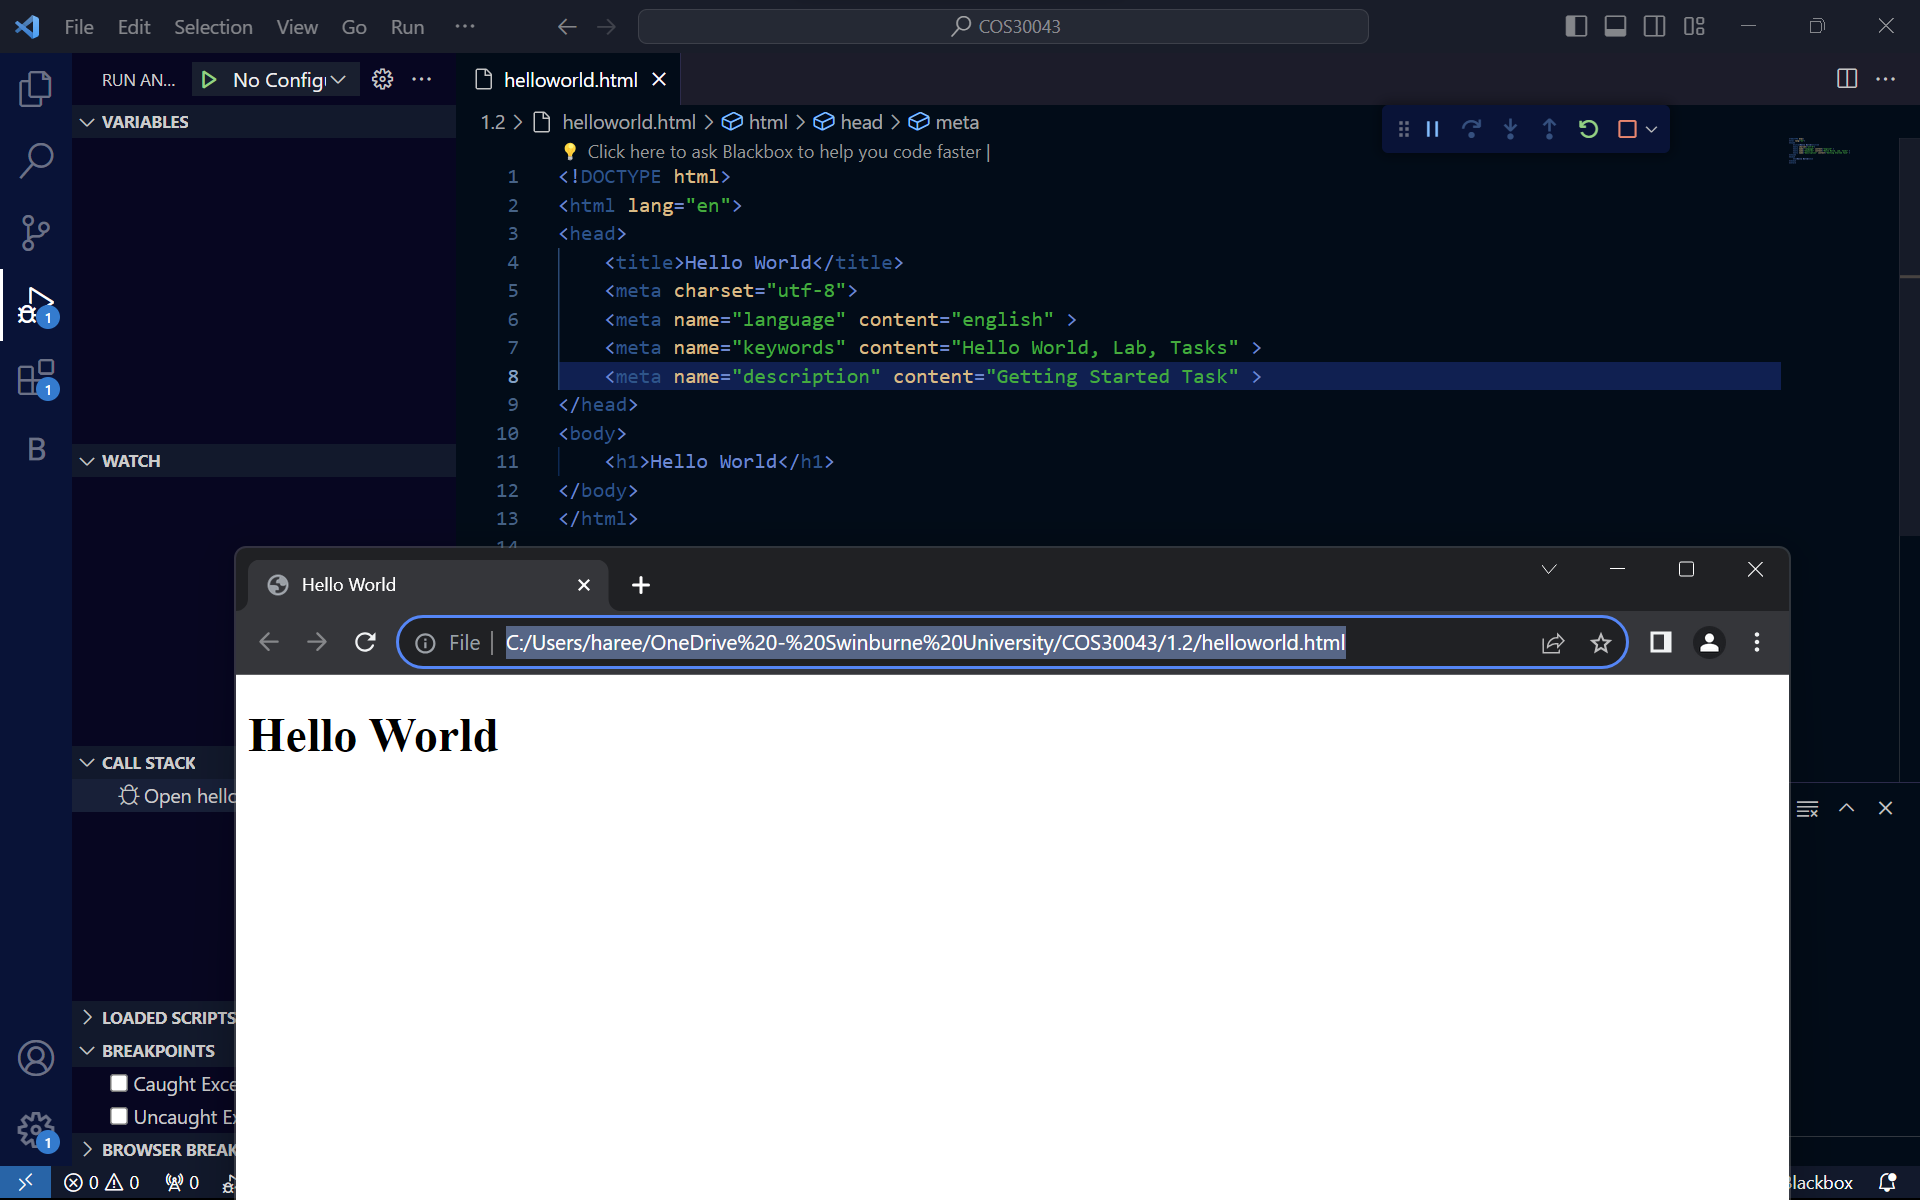 File Edit Selection View Go Run ··· COS30043
RUN AN... No Config ···
helloworld.html
VARIABLES
1.2 > helloworld.html > html > head > meta
Click here to ask Blackbox to help you code faster |
1 <!DOCTYPE html>
2 <html lang="en">
3 <head>
4 <title>Hello World</title>
5 <meta charset="utf-8">
6 <meta name="language" content="english" >
7 <meta name="keywords" content="Hello World, Lab, Tasks" >
8 <meta name="description" content="Getting Started Task" >
9 </head>
10 <body>
11 <h1>Hello World</h1>
12 </body>
13 </html>
14
1
1
B
WATCH
CALL STACK
Open hello
LOADED SCRIPTS
BREAKPOINTS
Caught Exce
Uncaught Ex
BROWSER BREAK
1
0 0 0
Blackbox
Hello World
File | C:/Users/haree/OneDrive%20-%20Swinburne%20University/COS30043/1.2/helloworld.html
Hello World